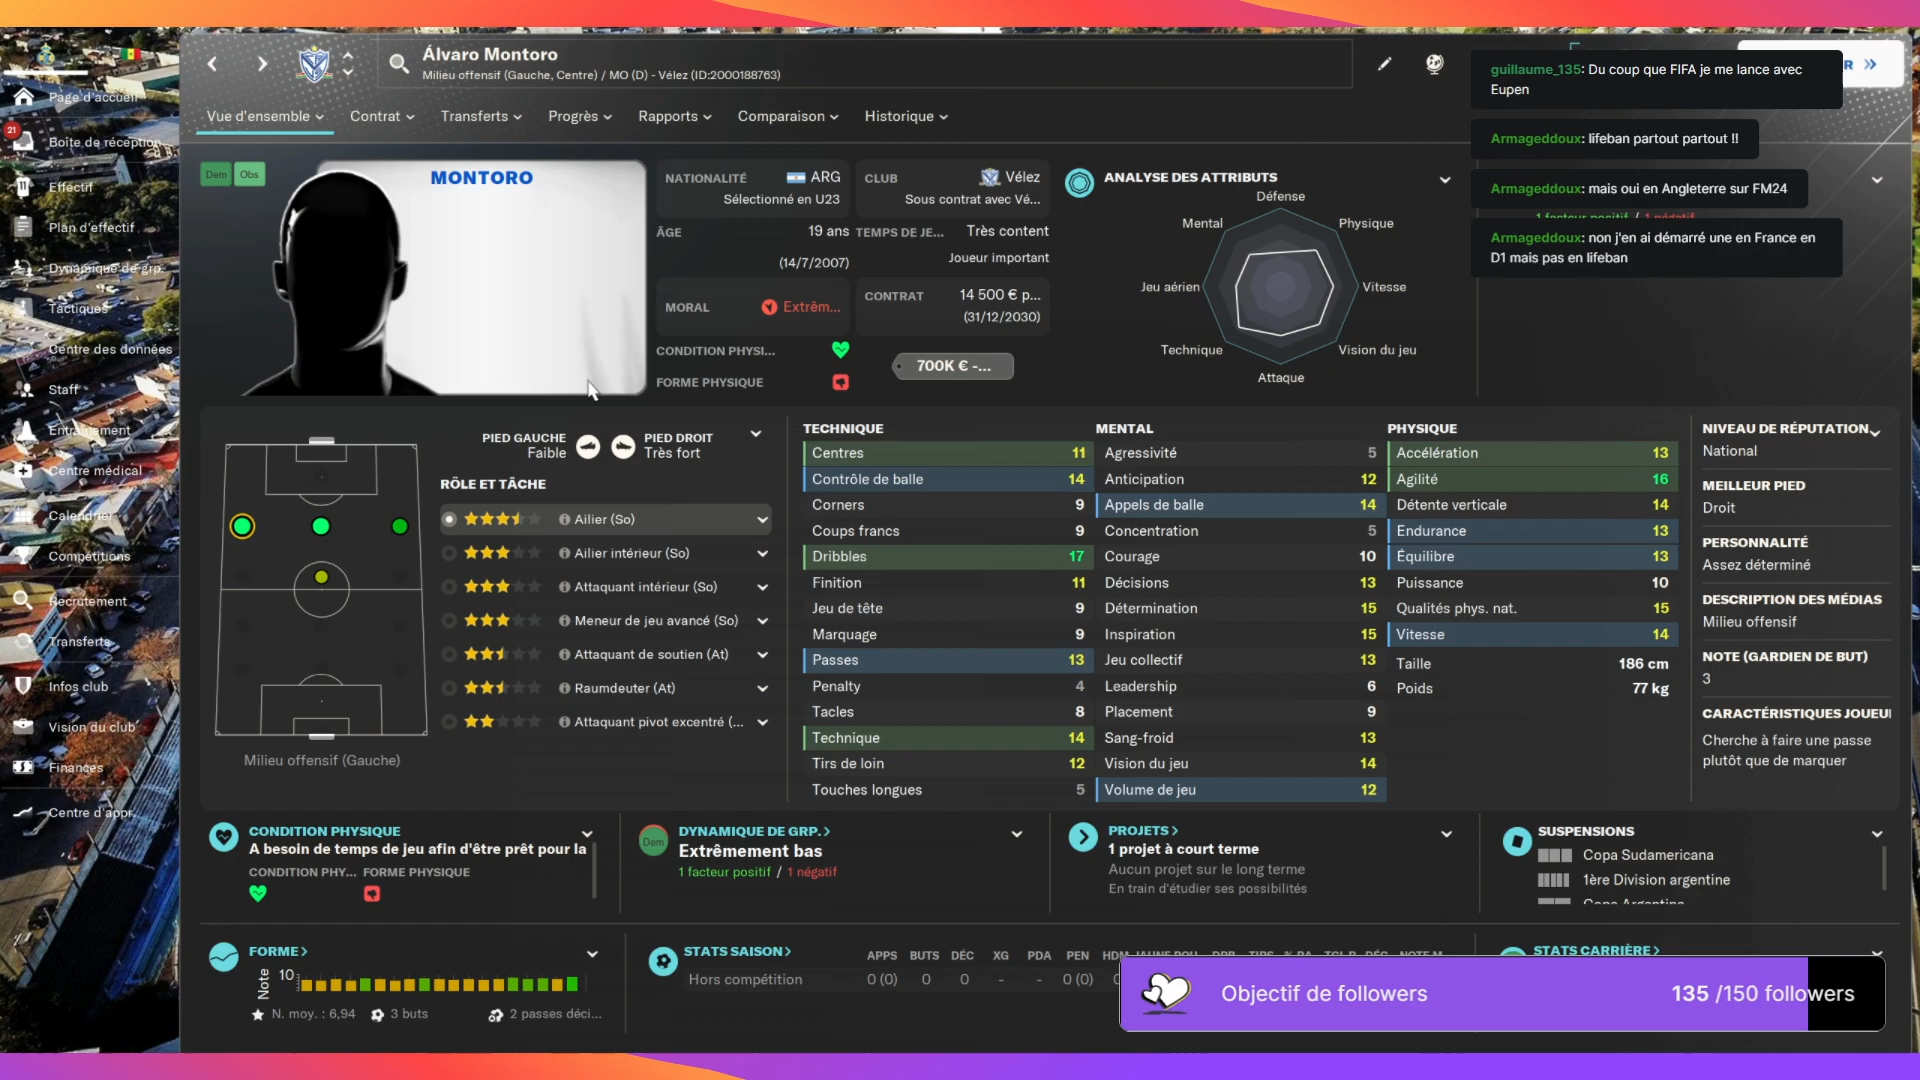 Álvaro Montoro
Milieu offensif (Gauche, Centre) / MO (D) - Vélez (ID:2000188763)
R
guillaume_135: Du coup que FIFA je me lance avec
Eupen
Armageddoux: lifeban partout partout !!
Armageddoux: mais oui en Angleterre sur FM24
1 facteur positif / 1 négatif
Armageddoux: non j'en ai démarré une en France en
D1 mais pas en lifeban
Page d'accueil
21
Boîte de réception
11
Effectif
Plan d'effectif
Dynamique de grp.
Tactiques
Centre des données
Staff
Entraînement
Centre médical
Calendrier
Compétitions
Recrutement
Transferts
Infos club
Vision du club
Finances
Centre d'appr.
Vue d'ensemble
Contrat
Transferts
Progrès
Rapports
Comparaison
Historique
Dem
Obs
MONTORO
NATIONALITÉ
ARG
Sélectionné en U23
CLUB
Vélez
Sous contrat avec Vé...
ÂGE
19 ans
(14/7/2007)
TEMPS DE JE...
Très content
Joueur important
MORAL
Extrêm...
CONTRAT
14 500 € p...
(31/12/2030)
CONDITION PHYSI...
FORME PHYSIQUE
700K € -...
ANALYSE DES ATTRIBUTS
Défense
Mental
Physique
Jeu aérien
Vitesse
Technique
Vision du jeu
Attaque
Milieu offensif (Gauche)
PIED GAUCHE
Faible
PIED DROIT
Très fort
RÔLE ET TÂCHE
Ailier (So)
Ailier intérieur (So)
Attaquant intérieur (So)
Meneur de jeu avancé (So)
Attaquant de soutien (At)
Raumdeuter (At)
Attaquant pivot excentré (...
TECHNIQUE
Centres 11
Contrôle de balle 14
Corners 9
Coups francs 9
Dribbles 17
Finition 11
Jeu de tête 9
Marquage 9
Passes 13
Penalty 4
Tacles 8
Technique 14
Tirs de loin 12
Touches longues 5
MENTAL
Agressivité 5
Anticipation 12
Appels de balle 14
Concentration 5
Courage 10
Décisions 13
Détermination 15
Inspiration 15
Jeu collectif 13
Leadership 6
Placement 9
Sang-froid 13
Vision du jeu 14
Volume de jeu 12
PHYSIQUE
Accélération 13
Agilité 16
Détente verticale 14
Endurance 13
Équilibre 13
Puissance 10
Qualités phys. nat. 15
Vitesse 14
Taille 186 cm
Poids 77 kg
NIVEAU DE RÉPUTATION
National
MEILLEUR PIED
Droit
PERSONNALITÉ
Assez déterminé
DESCRIPTION DES MÉDIAS
Milieu offensif
NOTE (GARDIEN DE BUT)
3
CARACTÉRISTIQUES JOUEU
Cherche à faire une passe
plutôt que de marquer
CONDITION PHYSIQUE
A besoin de temps de jeu afin d'être prêt pour la
CONDITION PHY... FORME PHYSIQUE
Dem
DYNAMIQUE DE GRP.
Extrêmement bas
1 facteur positif / 1 négatif
PROJETS
1 projet à court terme
Aucun projet sur le long terme
En train d'étudier ses possibilités
SUSPENSIONS
Copa Sudamericana
1ère Division argentine
Copa Argentina
FORME
Note
10
N. moy. : 6,94
3 buts
2 passes déci...
STATS SAISON
APPS BUTS DÉC XG PDA PEN HDM
Hors compétition 0 (0) 0 0 - - 0 (0)
STATS CARRIÈRE
Objectif de followers
135 /150 followers